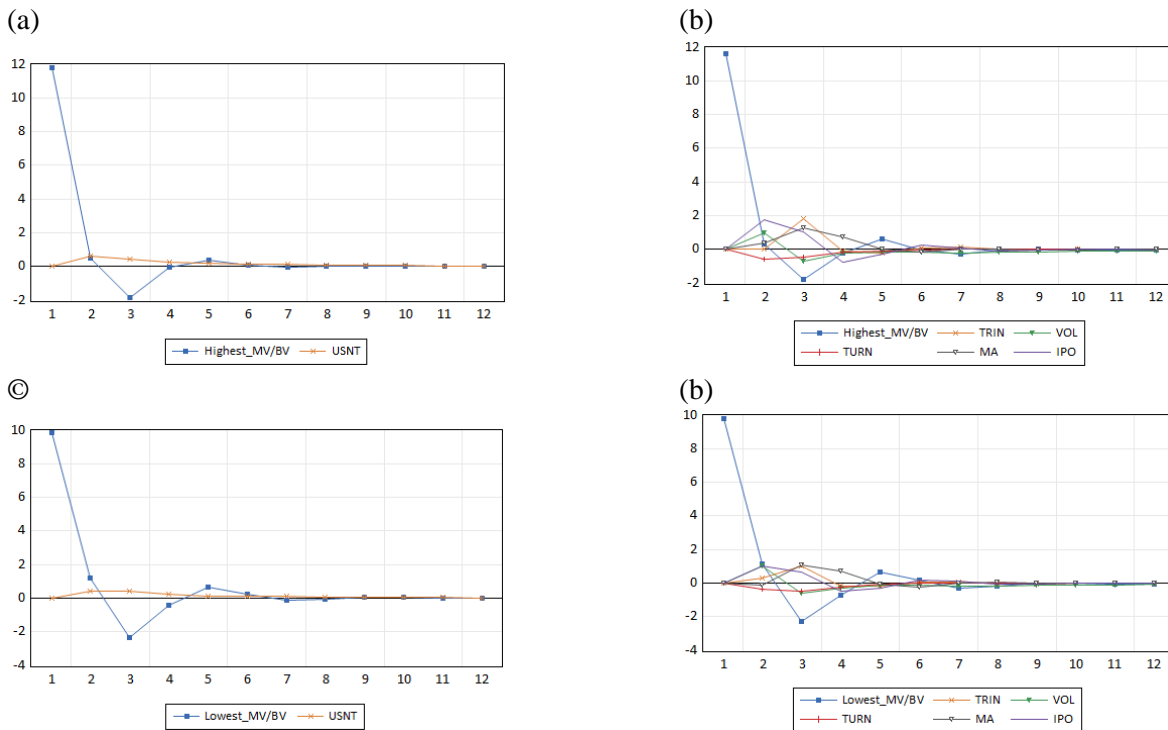 (a)
12
10
8
6
4
2
0
-2
1 2 3 4 5 6 7 8 9 10 11 12
Highest_MV/BV USNT
(b)
12
10
8
6
4
2
0
-2
1 2 3 4 5 6 7 8 9 10 11 12
Highest_MV/BV TRIN VOL
TURN MA IPO
©
10
8
6
4
2
0
-2
-4
1 2 3 4 5 6 7 8 9 10 11 12
Lowest_MV/BV USNT
(b)
10
8
6
4
2
0
-2
-4
1 2 3 4 5 6 7 8 9 10 11 12
Lowest_MV/BV TRIN VOL
TURN MA IPO